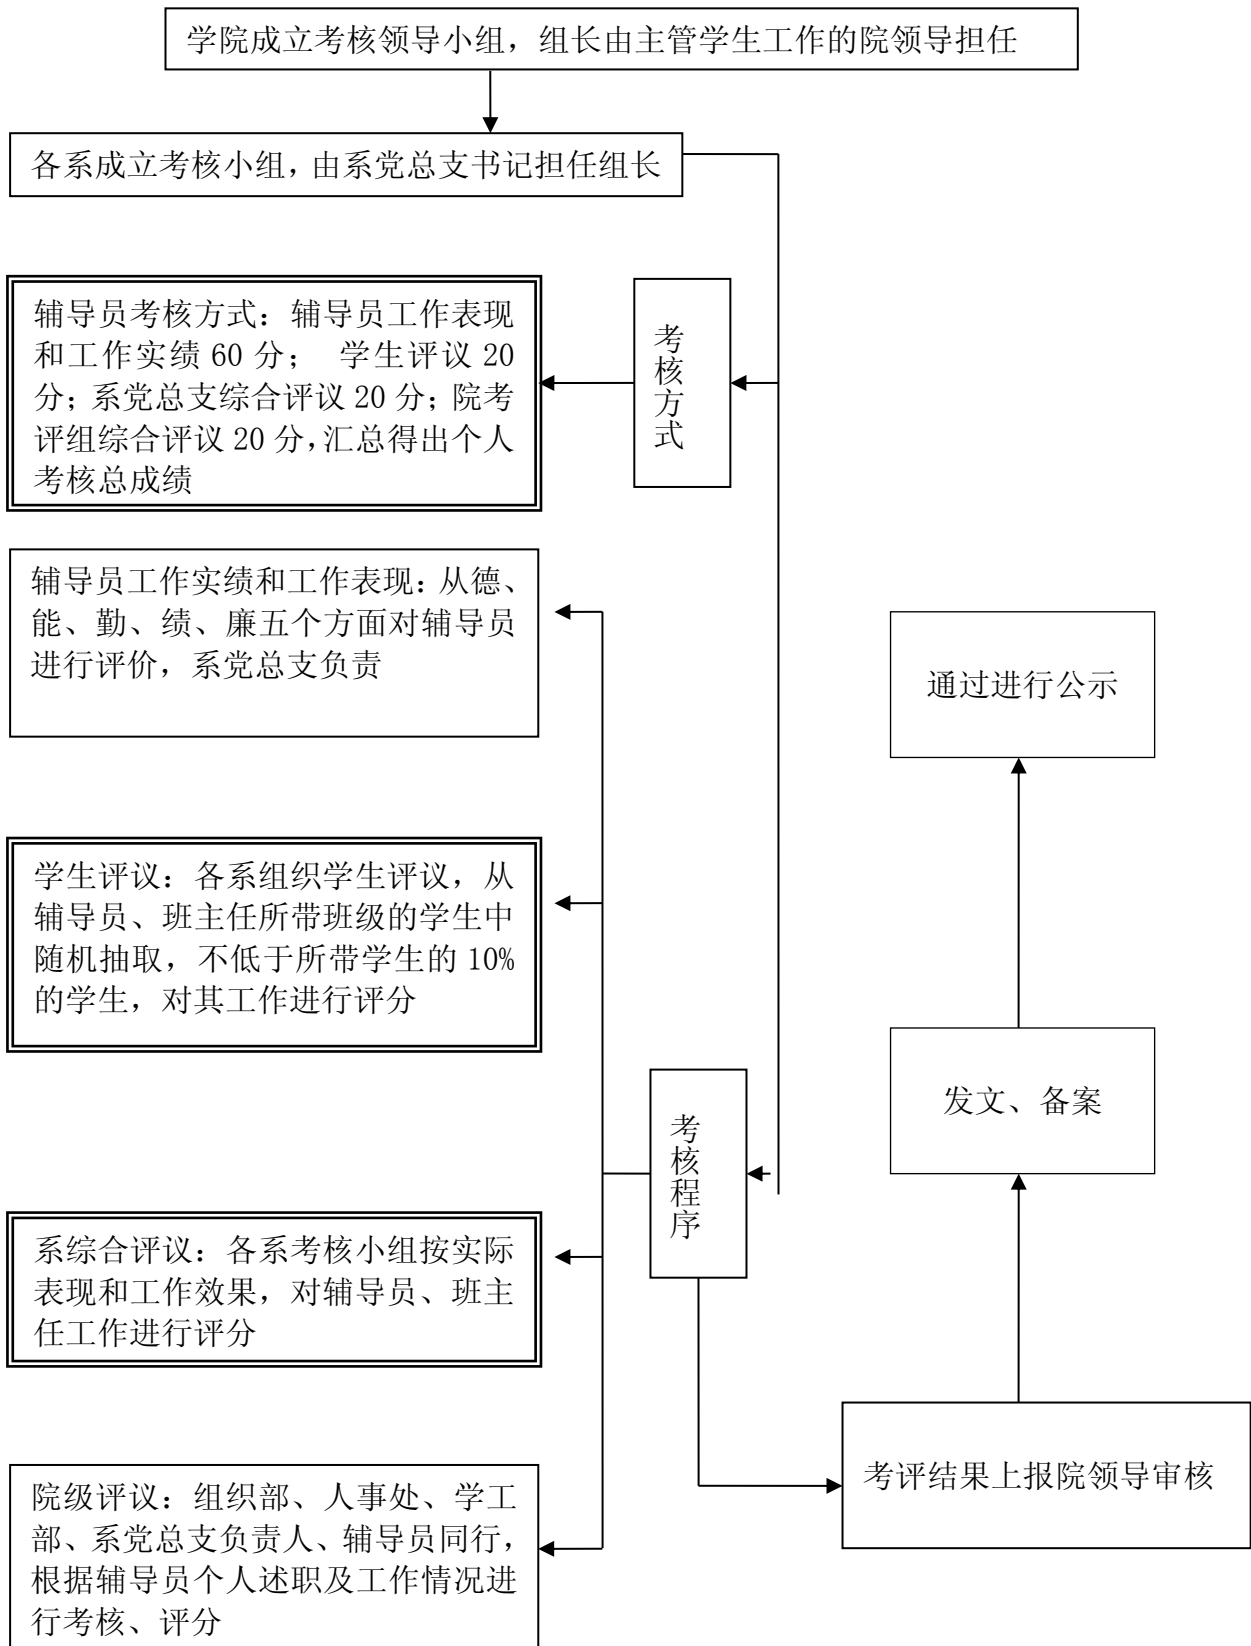 学院成立考核领导小组，组长由主管学生工作的院领导担任
各系成立考核小组，由系党总支书记担任组长
辅导员考核方式：辅导员工作表现
和工作实绩 60 分； 学生评议 20
分；系党总支综合评议 20 分；院考
评组综合评议 20 分，汇总得出个人
考核总成绩
考核方式
辅导员工作实绩和工作表现：从德、
能、勤、绩、廉五个方面对辅导员
进行评价，系党总支负责
通过进行公示
学生评议：各系组织学生评议，从
辅导员、班主任所带班级的学生中
随机抽取，不低于所带学生的 10%
的学生，对其工作进行评分
发文、备案
考核程序
系综合评议：各系考核小组按实际
表现和工作效果，对辅导员、班主
任工作进行评分
考评结果上报院领导审核
院级评议：组织部、人事处、学工
部、系党总支负责人、辅导员同行，
根据辅导员个人述职及工作情况进
行考核、评分